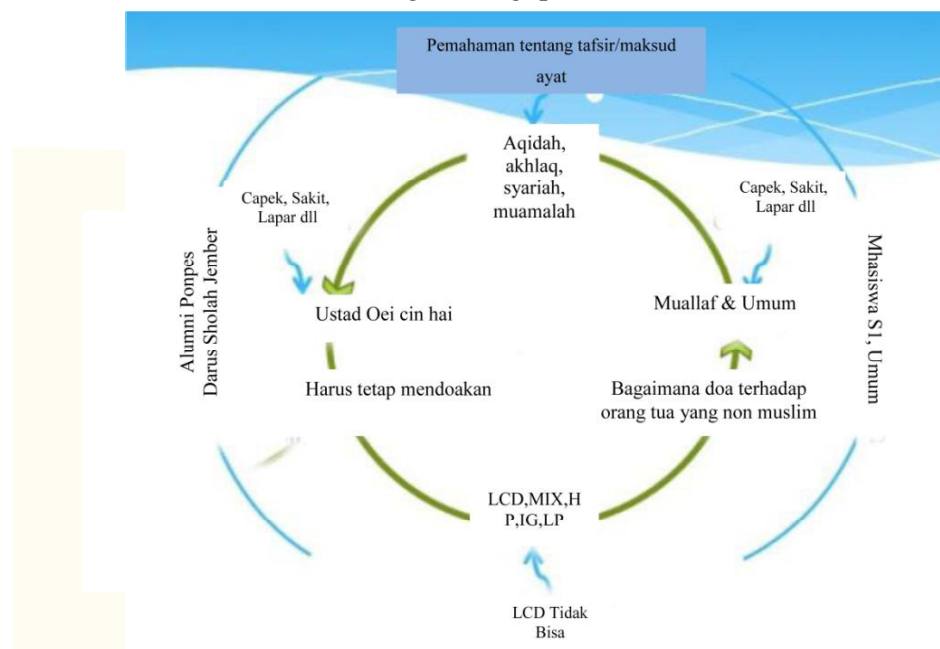 Pemahaman tentang tafsir/maksud
ayat
Aqidah,
akhlaq,
syariah,
muamalah
Capek, Sakit,
Lapar dll
Capek, Sakit,
Lapar dll
Alumni Ponpes
Darus Sholah Jember
Ustad Oei cin hai
Muallaf & Umum
Mhasiswa S1, Umum
Harus tetap mendoakan
Bagaimana doa terhadap
orang tua yang non muslim
LCD,MIX,H
P,IG,LP
LCD Tidak
Bisa